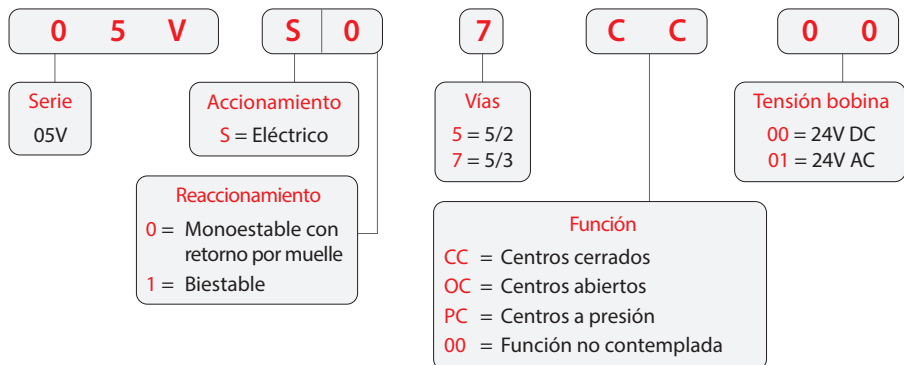 0 5 V S 0 7 C C 0 0
Serie
05V
Accionamiento
S = Eléctrico
Vías
5 = 5/2
7 = 5/3
Tensión bobina
00 = 24V DC
01 = 24V AC
Reaccionamiento
0 = Monoestable con
retorno por muelle
1 = Biestable
Función
CC = Centros cerrados
OC = Centros abiertos
PC = Centros a presión
00 = Función no contemplada